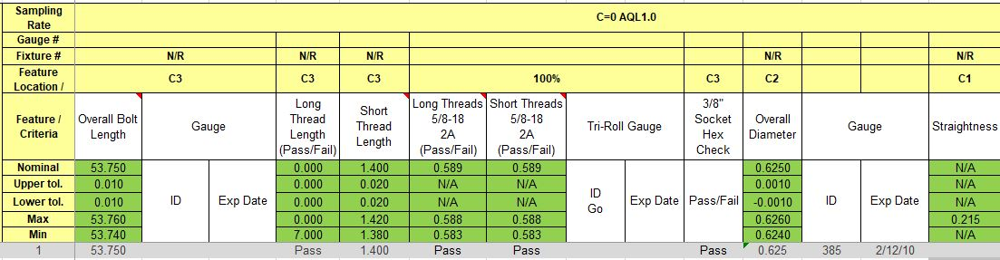 Sampling Rate C=0 AQL1.0
Gauge #
Fixture # N/R N/R N/R N/R N/R
Feature Location / C3 C3 C3 100% C3 C2 C1
Feature / Criteria Overall Bolt Length Gauge Long Thread Length (Pass/Fail) Short Thread Length Long Threads 5/8-18 2A (Pass/Fail) Short Threads 5/8-18 2A (Pass/Fail) Tri-Roll Gauge 3/8" Socket Hex Check Overall Diameter Gauge Straightness
Nominal 53.750 0.000 1.400 0.589 0.589 0.6250 N/A
Upper tol. 0.010 0.000 0.020 N/A N/A 0.0010 N/A
Lower tol. 0.010 ID Exp Date 0.000 0.020 N/A N/A ID Go Exp Date Pass/Fail -0.0010 ID Exp Date N/A
Max 53.760 0.000 1.420 0.588 0.588 0.6260 0.215
Min 53.740 7.000 1.380 0.583 0.583 0.6240 N/A
1 53.750 Pass 1.400 Pass Pass Pass 0.625 385 2/12/10